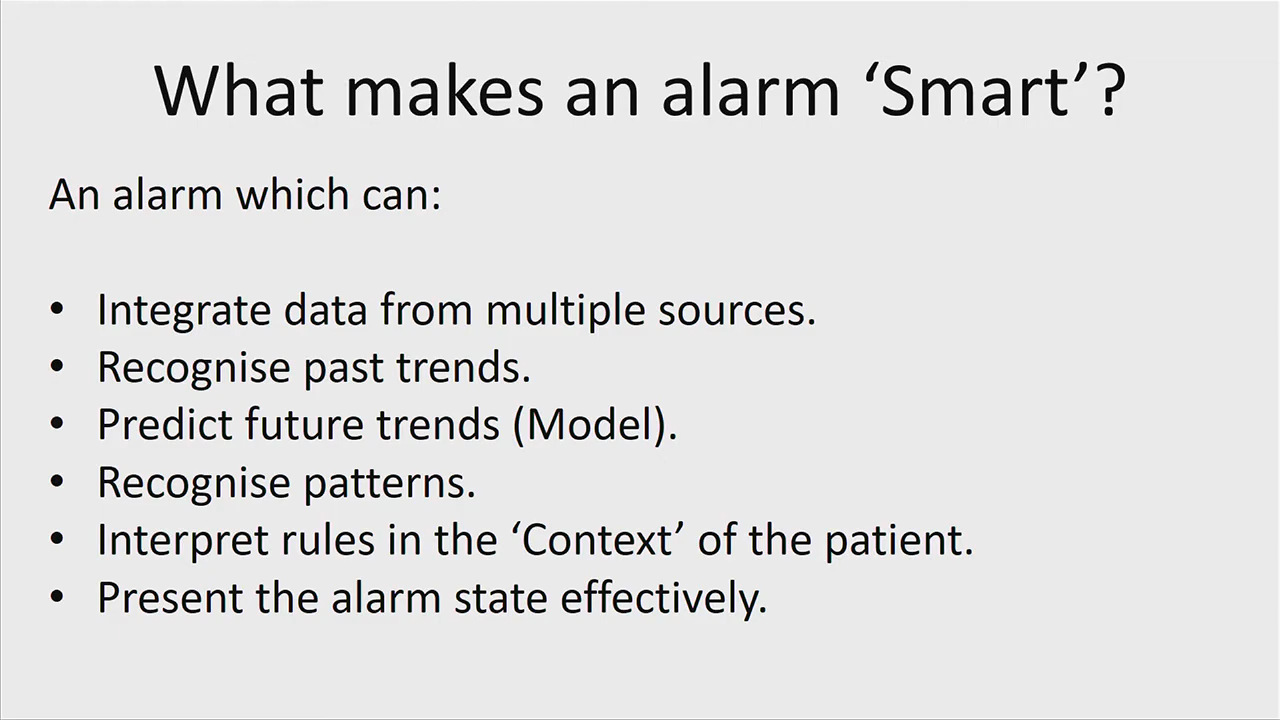 What makes an alarm ‘Smart’?
An alarm which can:
• Integrate data from multiple sources.
• Recognise past trends.
• Predict future trends (Model).
• Recognise patterns.
• Interpret rules in the ‘Context’ of the patient.
• Present the alarm state effectively.